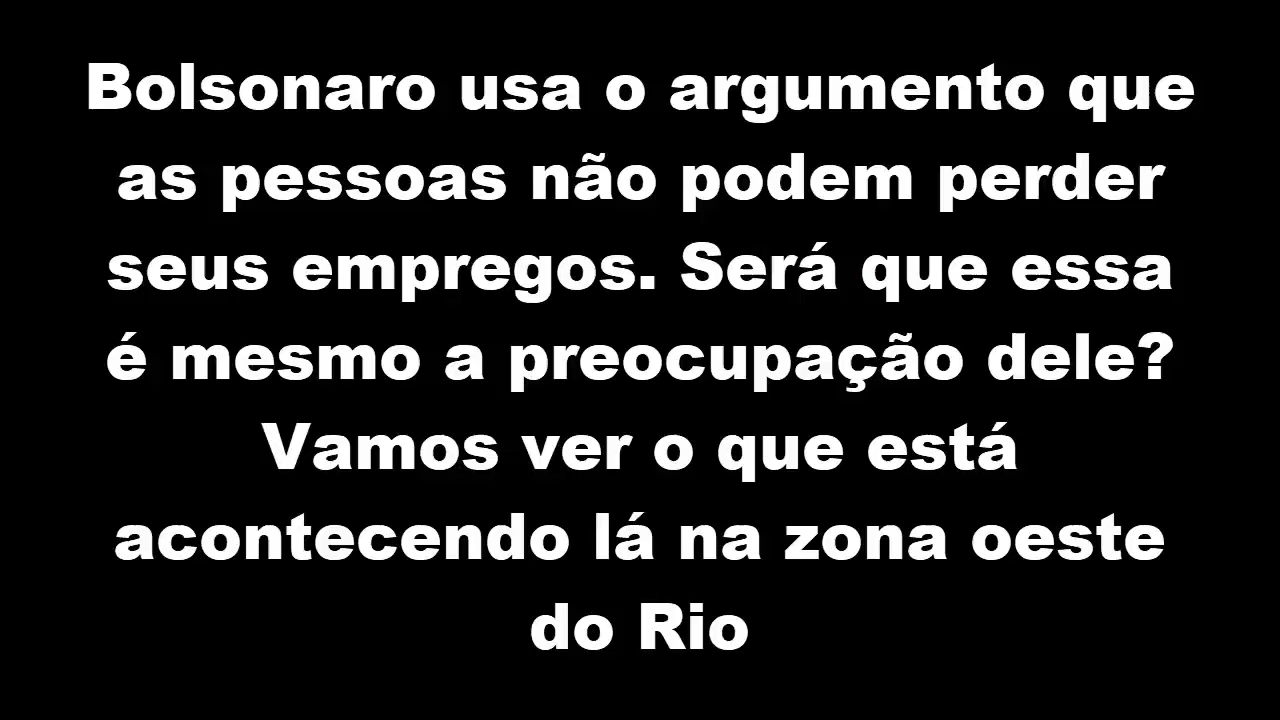 Bolsonaro usa o argumento que
as pessoas não podem perder
seus empregos. Será que essa
é mesmo a preocupação dele?
Vamos ver o que está
acontecendo lá na zona oeste
do Rio